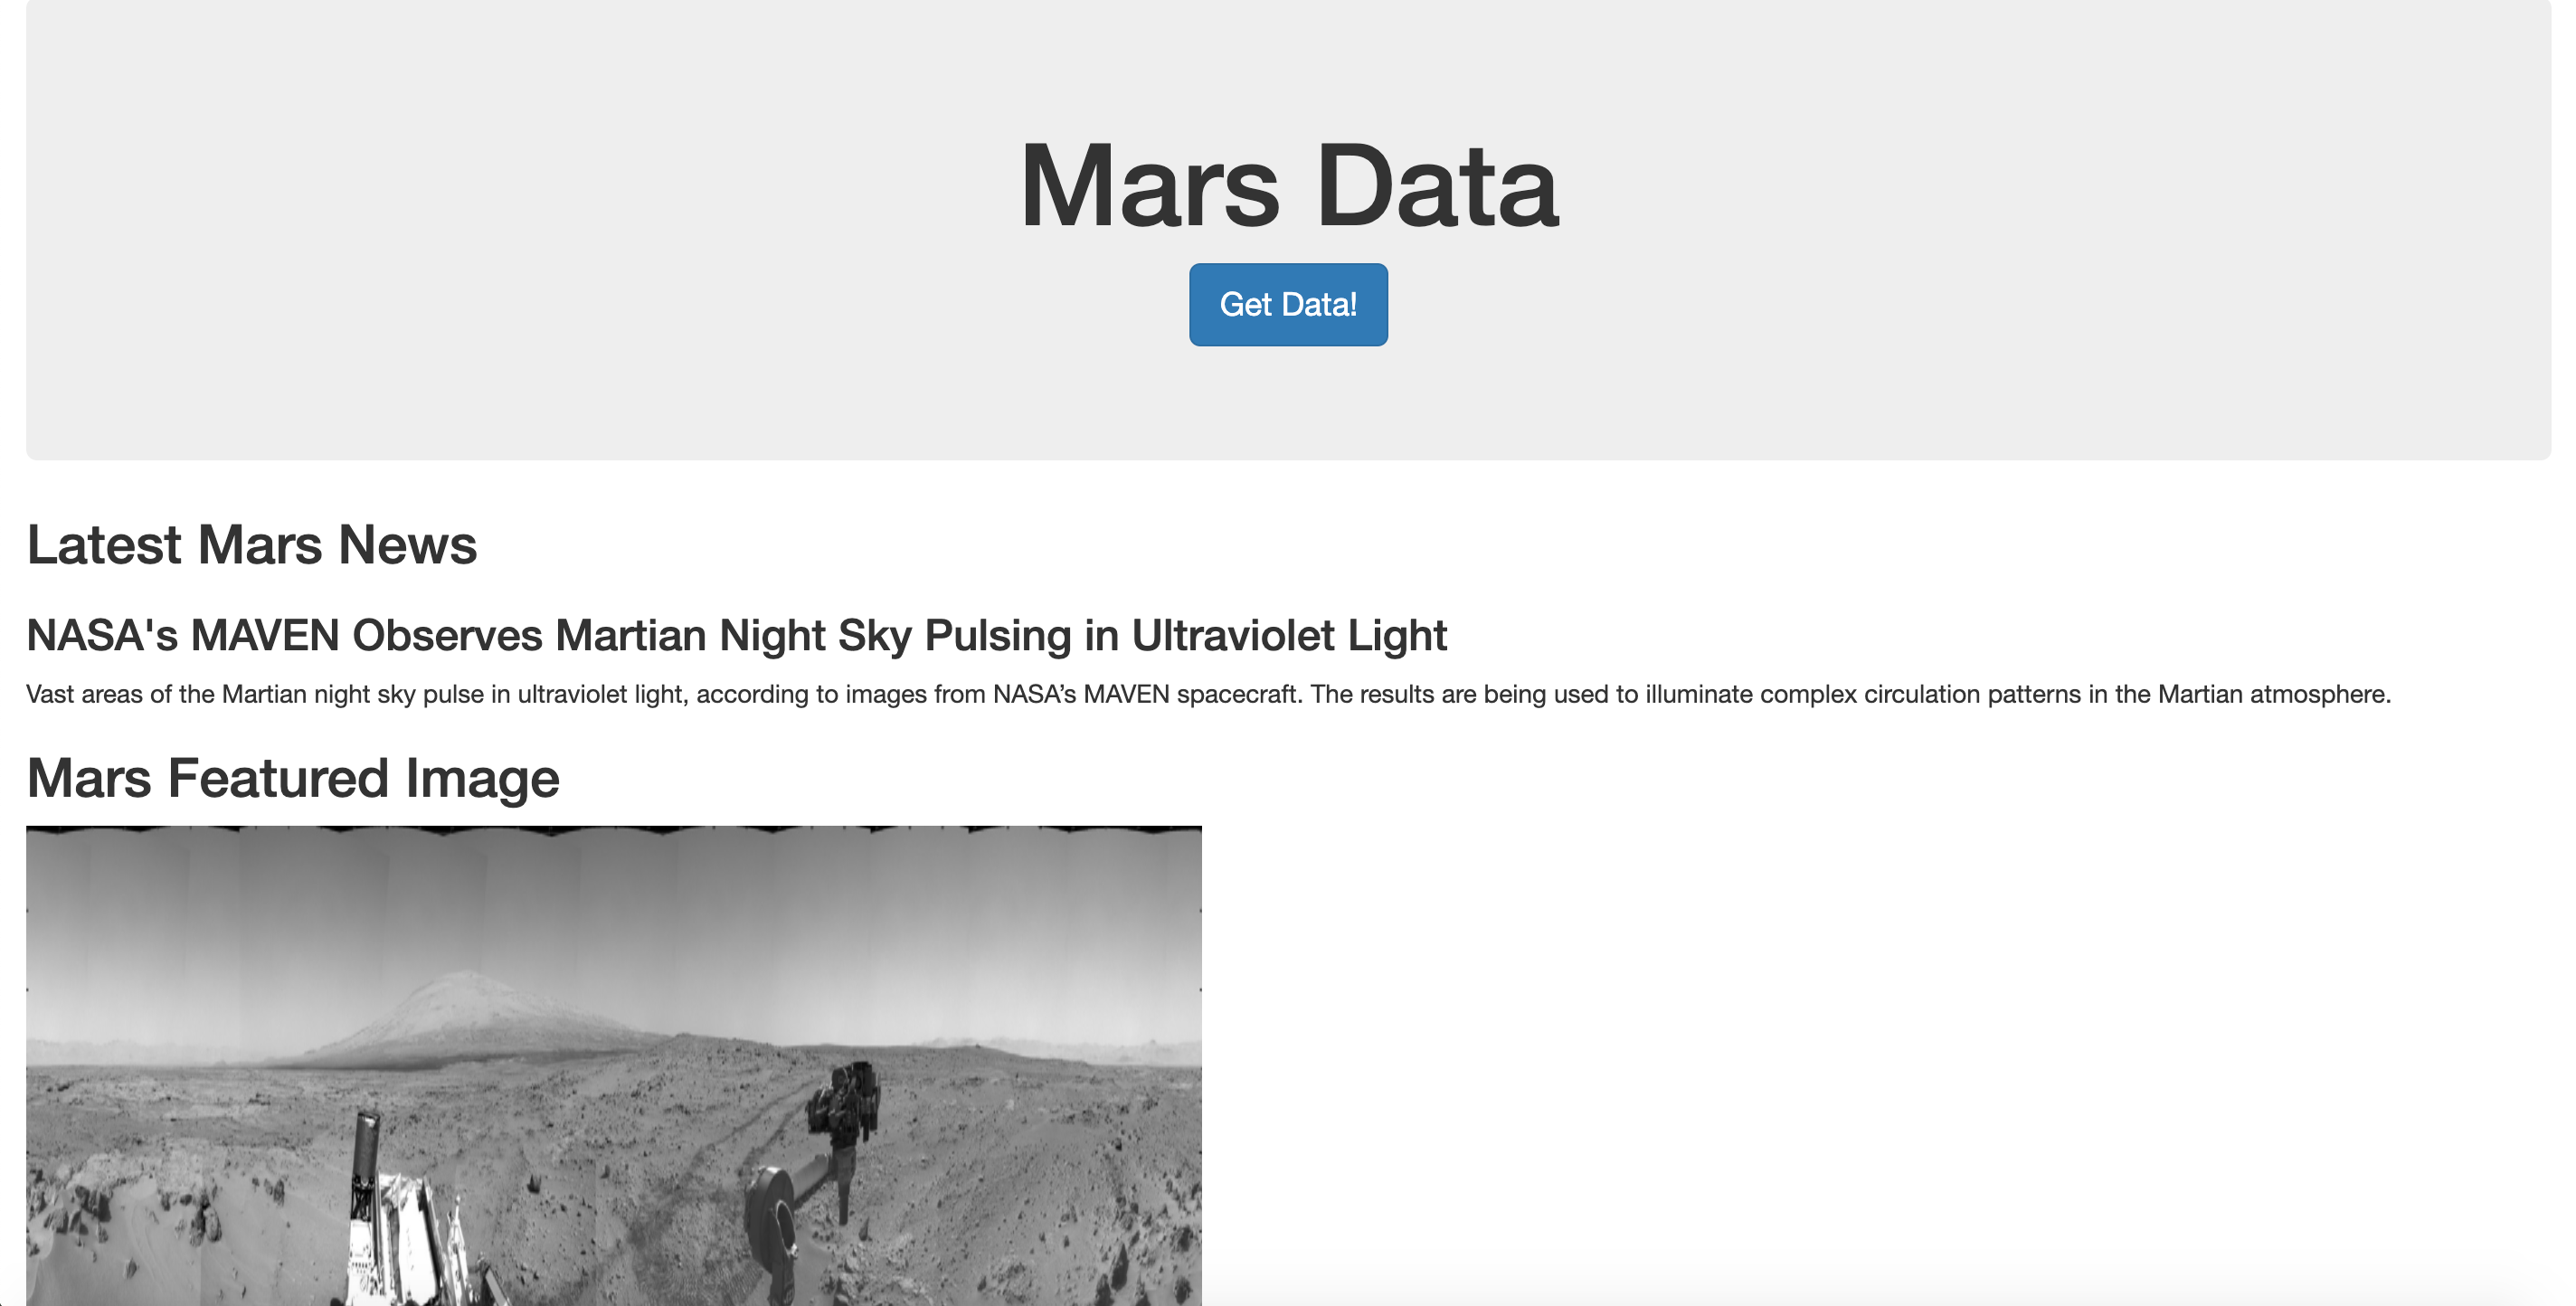 Mars Data
Get Data!
Latest Mars News
NASA's MAVEN Observes Martian Night Sky Pulsing in Ultraviolet Light
Vast areas of the Martian night sky pulse in ultraviolet light, according to images from NASA’s MAVEN spacecraft. The results are being used to illuminate complex circulation patterns in the Martian atmosphere.
Mars Featured Image